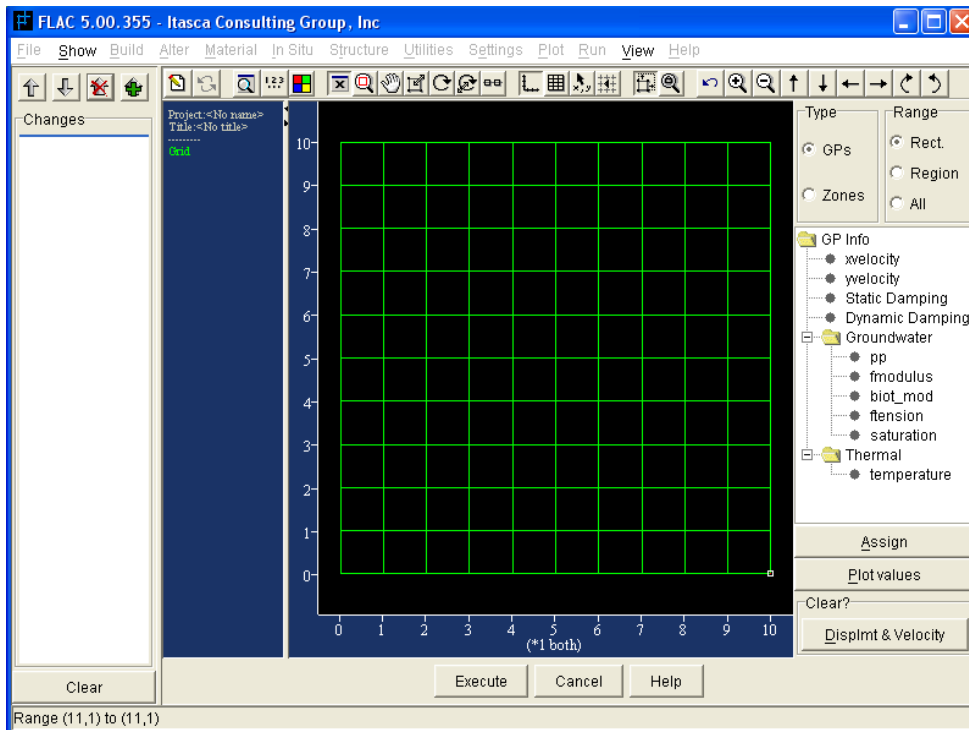 FLAC 5.00.355 - Itasca Consulting Group, Inc
File Show Build Alter Material In Situ Structure Utilities Settings Plot Run View Help
1 2 3
Changes
Project:<No name>
Title:<No title>
----------
Grid
10
9
8
7
6
5
4
3
2
1
0
0 1 2 3 4 5 6 7 8 9 10
(*1 both)
Type
GPs
Zones
Range
Rect.
Region
All
GP Info
xvelocity
yvelocity
Static Damping
Dynamic Damping
Groundwater
pp
fmodulus
biot_mod
ftension
saturation
Thermal
temperature
Assign
Plot values
Clear?
Displmt & Velocity
Clear
Execute Cancel Help
Range (11,1) to (11,1)